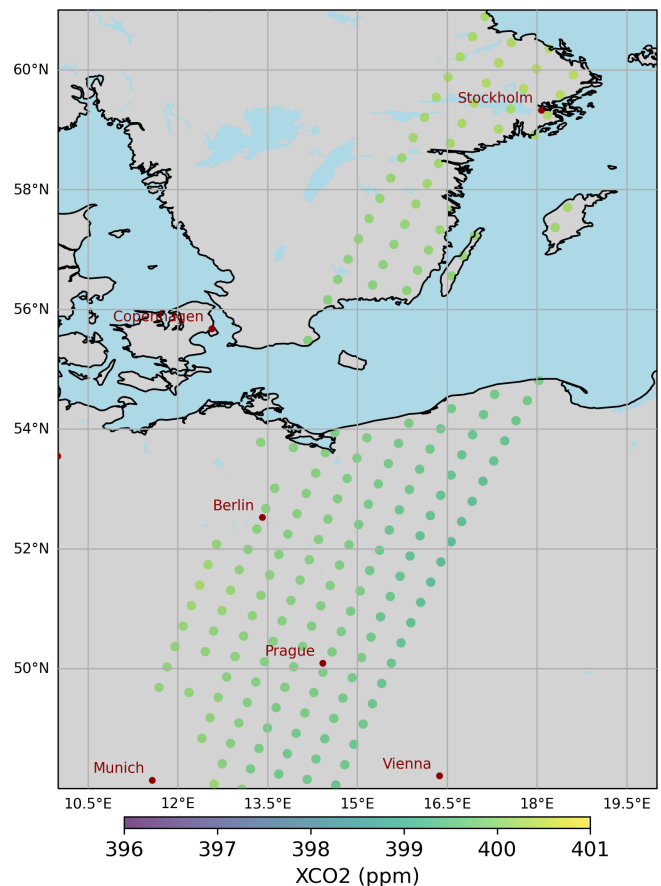 60°N
Stockholm
58°N
56°N
Copenhagen
54°N
Berlin
52°N
Prague
50°N
Munich
Vienna
10.5°E 12°E 13.5°E 15°E 16.5°E 18°E 19.5°E
396 397 398 399 400 401
XCO2 (ppm)